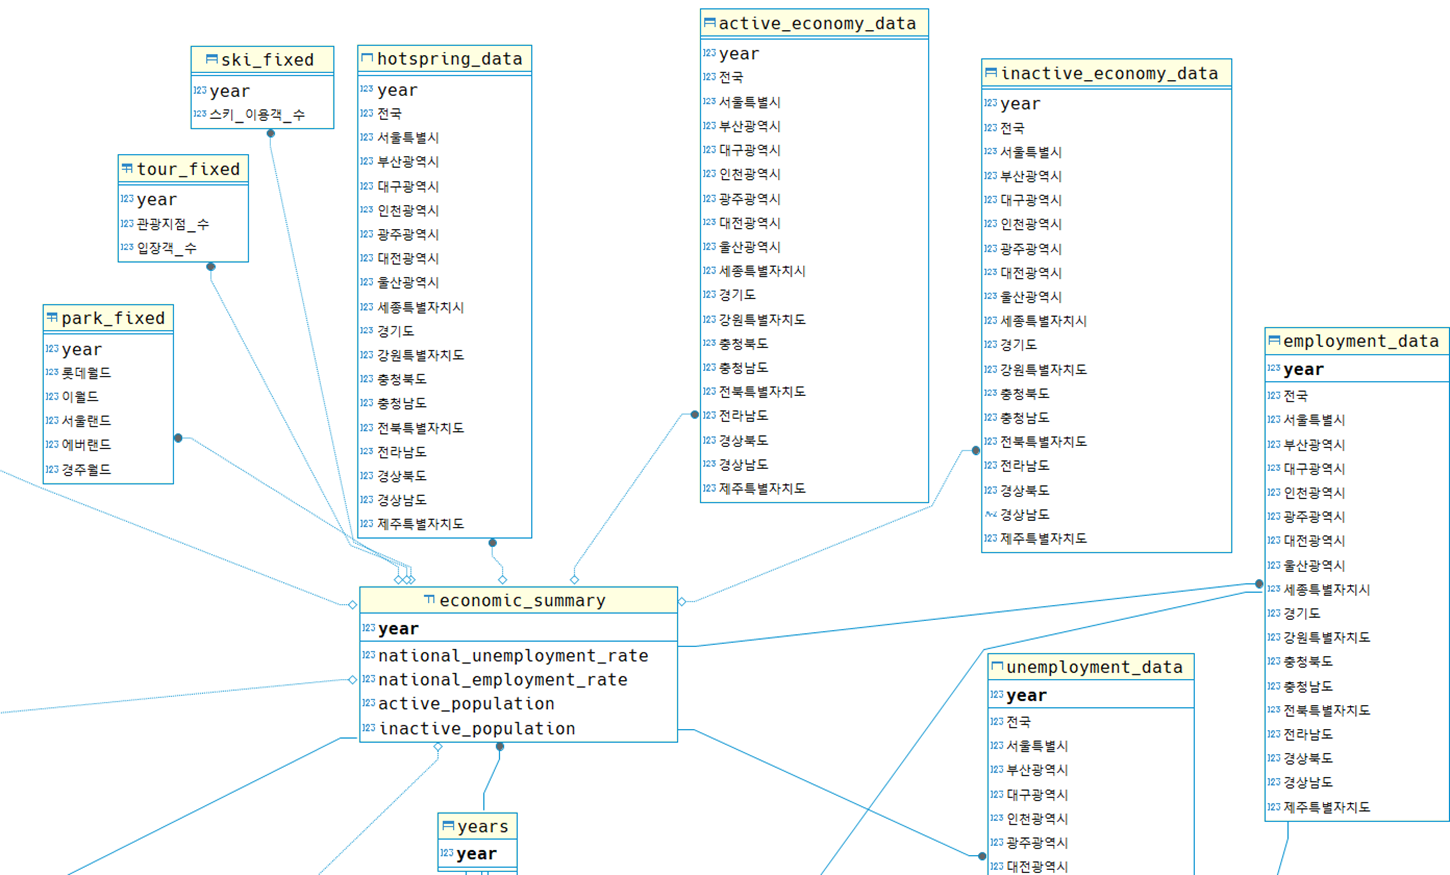 ski_fixed
year
스키_이용객_수
tour_fixed
year
관광지점_수
입장객_수
park_fixed
year
롯데월드
이월드
서울랜드
에버랜드
경주월드
hotspring_data
year
전국
서울특별시
부산광역시
대구광역시
인천광역시
광주광역시
대전광역시
울산광역시
세종특별자치시
경기도
강원특별자치도
충청북도
충청남도
전북특별자치도
전라남도
경상북도
경상남도
제주특별자치도
active_economy_data
year
전국
서울특별시
부산광역시
대구광역시
인천광역시
광주광역시
대전광역시
울산광역시
세종특별자치시
경기도
강원특별자치도
충청북도
충청남도
전북특별자치도
전라남도
경상북도
경상남도
제주특별자치도
inactive_economy_data
year
전국
서울특별시
부산광역시
대구광역시
인천광역시
광주광역시
대전광역시
울산광역시
세종특별자치시
경기도
강원특별자치도
충청북도
충청남도
전북특별자치도
전라남도
경상북도
경상남도
제주특별자치도
employment_data
year
전국
서울특별시
부산광역시
대구광역시
인천광역시
광주광역시
대전광역시
울산광역시
세종특별자치시
경기도
강원특별자치도
충청북도
충청남도
전북특별자치도
전라남도
경상북도
경상남도
제주특별자치도
economic_summary
year
national_unemployment_rate
national_employment_rate
active_population
inactive_population
unemployment_data
year
전국
서울특별시
부산광역시
대구광역시
인천광역시
광주광역시
대전광역시
years
year